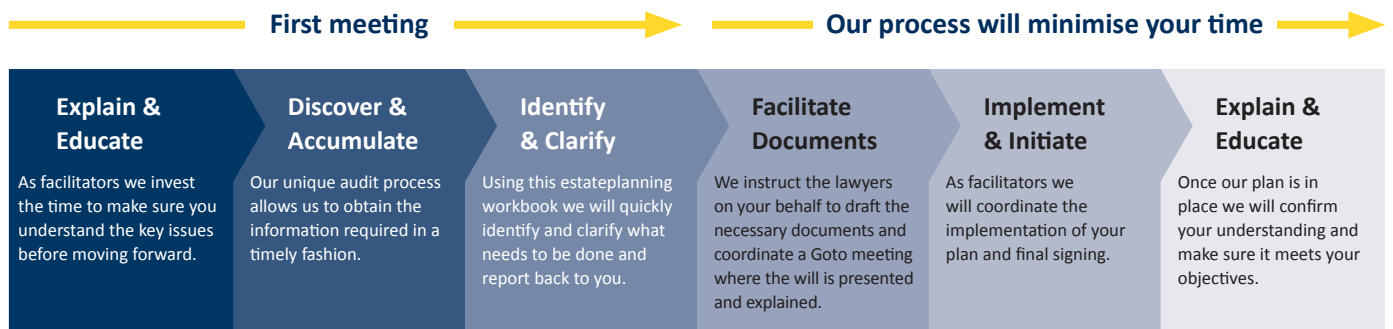 First meeting
Our process will minimise your time
Explain &
Educate
As facilitators we invest
the time to make sure you
understand the key issues
before moving forward.
Discover &
Accumulate
Our unique audit process
allows us to obtain the
information required in a
timely fashion.
Identify
& Clarify
Using this estateplanning
workbook we will quickly
identify and clarify what
needs to be done and
report back to you.
Facilitate
Documents
We instruct the lawyers
on your behalf to draft the
necessary documents and
coordinate a Goto meeting
where the will is presented
and explained.
Implement
& Initiate
As facilitators we
will coordinate the
implementation of your
plan and final signing.
Explain &
Educate
Once our plan is in
place we will confirm
your understanding and
make sure it meets your
objectives.